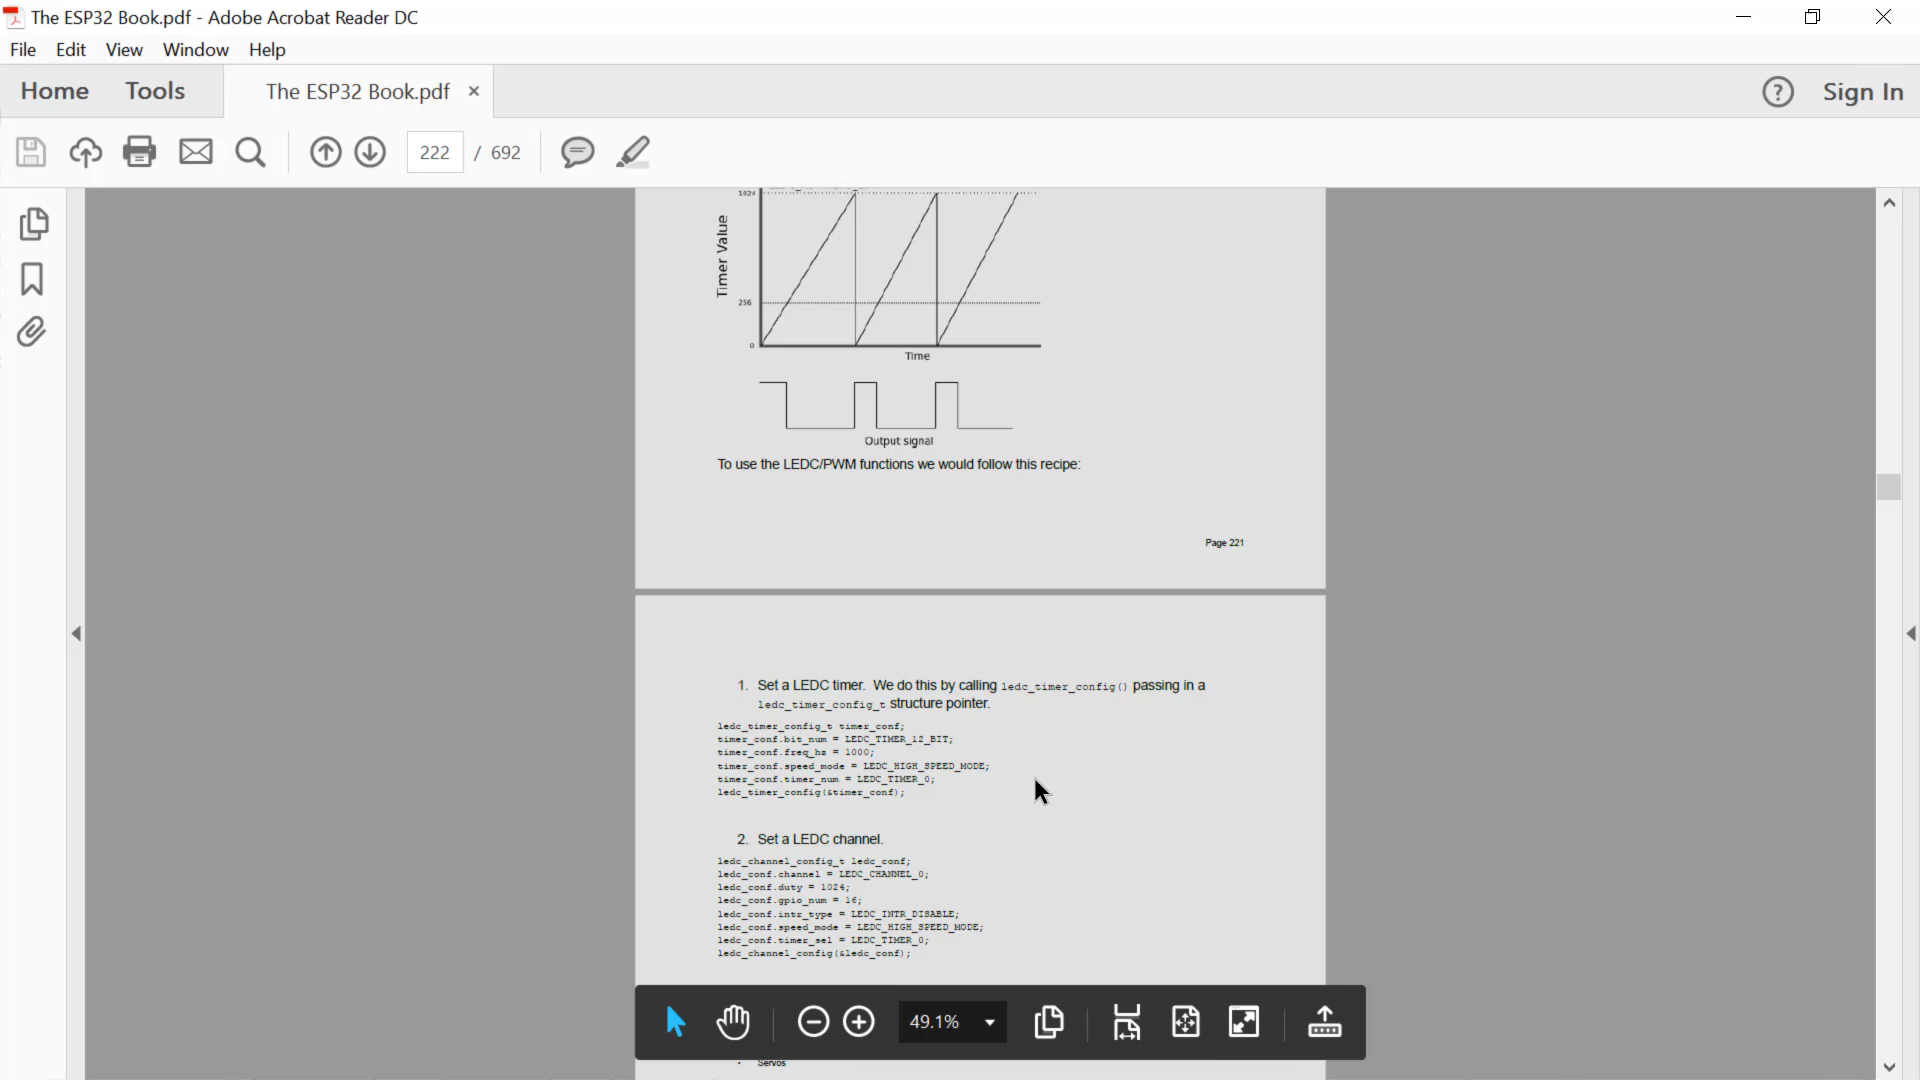 The ESP32 Book.pdf - Adobe Acrobat Reader DC
File Edit View Window Help
Home Tools The ESP32 Book.pdf × ? Sign In
222 / 692
1024
Timer Value
256
0
Time
Output signal
To use the LEDC/PWM functions we would follow this recipe:
Page 221
1. Set a LEDC timer. We do this by calling ledc_timer_config() passing in a
ledc_timer_config_t structure pointer.
ledc_timer_config_t timer_conf;
timer_conf.bit_num = LEDC_TIMER_12_BIT;
timer_conf.freq_hz = 1000;
timer_conf.speed_mode = LEDC_HIGH_SPEED_MODE;
timer_conf.timer_num = LEDC_TIMER_0;
ledc_timer_config(&timer_conf);
2. Set a LEDC channel.
ledc_channel_config_t ledc_conf;
ledc_conf.channel = LEDC_CHANNEL_0;
ledc_conf.duty = 1024;
ledc_conf.gpio_num = 16;
ledc_conf.intr_type = LEDC_INTR_DISABLE;
ledc_conf.speed_mode = LEDC_HIGH_SPEED_MODE;
ledc_conf.timer_sel = LEDC_TIMER_0;
ledc_channel_config(&ledc_conf);
49.1%
• Servos